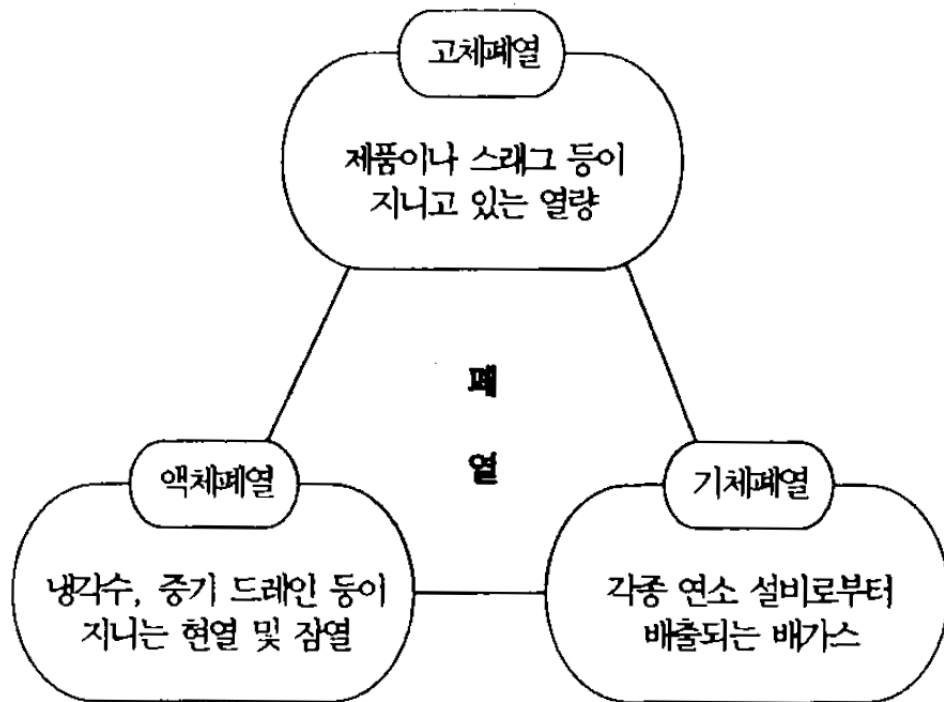 고체폐열
제품이나 스래그 등이
지니고 있는 열량
폐
열
액체폐열
냉각수, 증기 드레인 등이
지니는 현열 및 잠열
기체폐열
각종 연소 설비로부터
배출되는 배가스